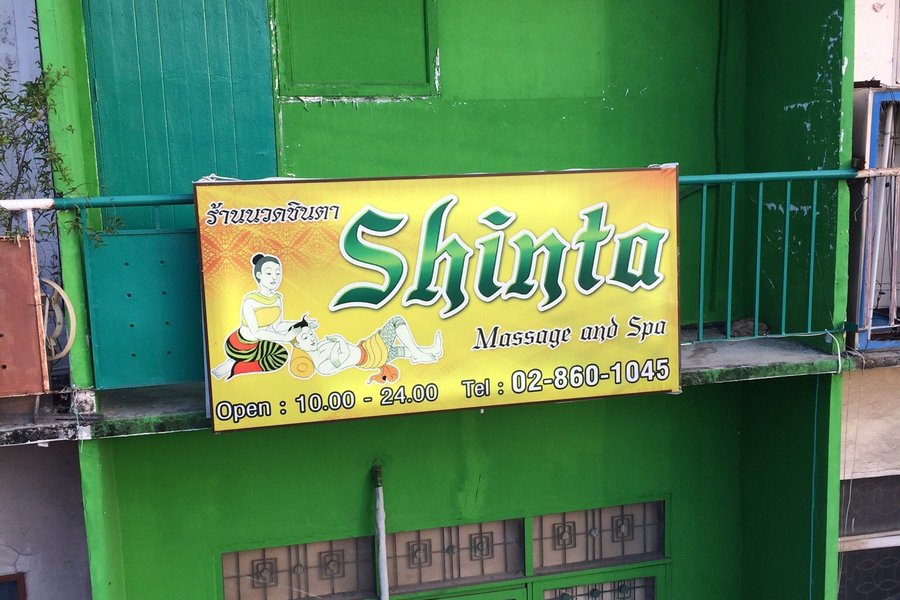 ร้านนวดชินตา
Shinta
Massage and Spa
Open : 10.00 - 24.00 Tel : 02-860-1045